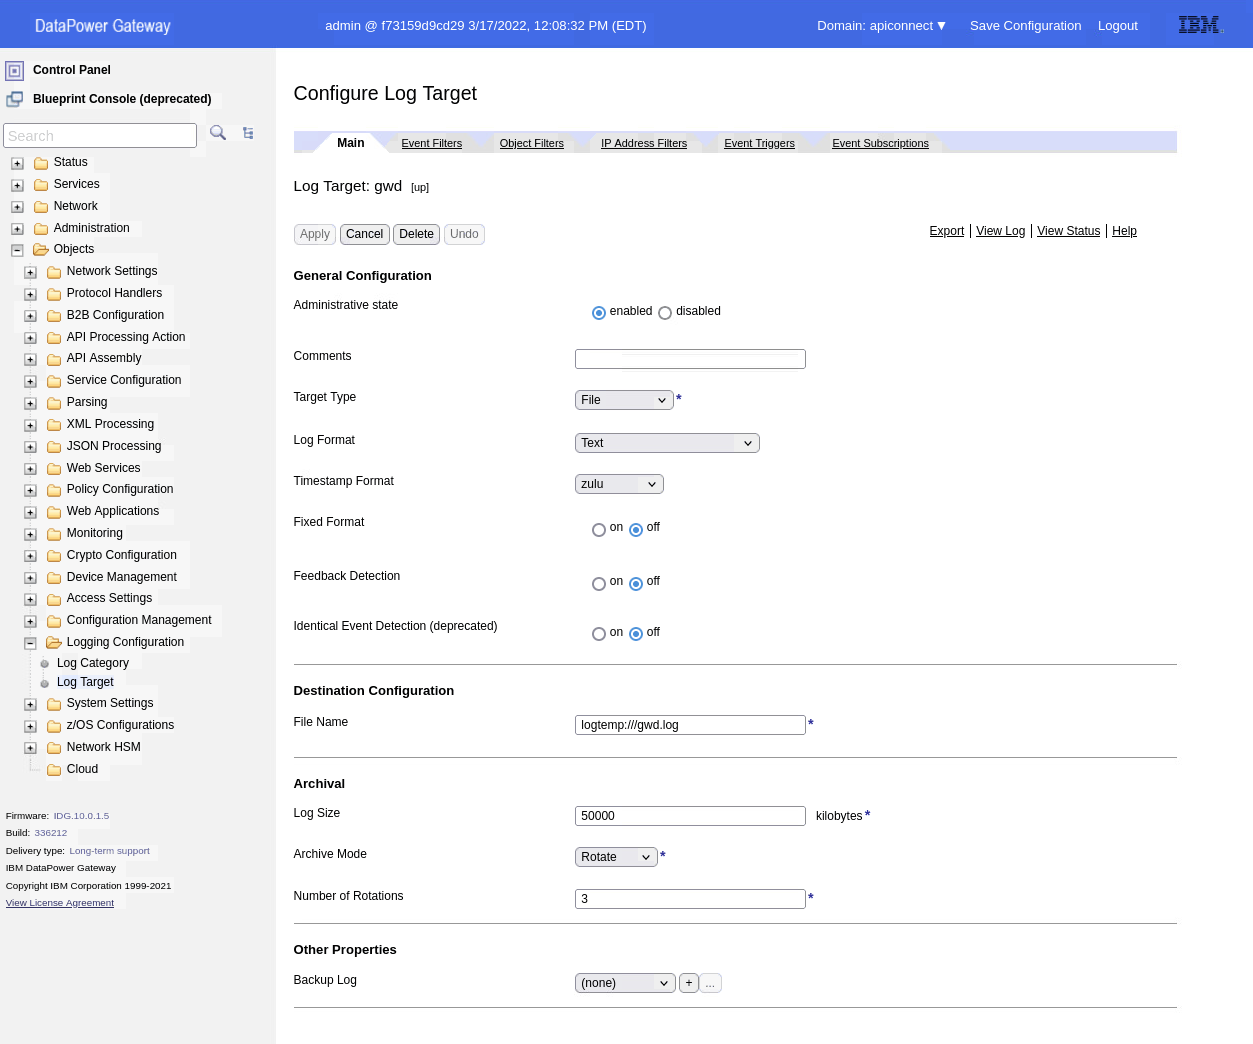 DataPower Gateway
admin @ f73159d9cd29 3/17/2022, 12:08:32 PM (EDT)
Domain: apiconnect ▼
Save Configuration
Logout
IBM
Control Panel
Blueprint Console (deprecated)
Search
Status
Services
Network
Administration
Objects
Network Settings
Protocol Handlers
B2B Configuration
API Processing Action
API Assembly
Service Configuration
Parsing
XML Processing
JSON Processing
Web Services
Policy Configuration
Web Applications
Monitoring
Crypto Configuration
Device Management
Access Settings
Configuration Management
Logging Configuration
Log Category
Log Target
System Settings
z/OS Configurations
Network HSM
Cloud
Firmware: IDG.10.0.1.5
Build: 336212
Delivery type: Long-term support
IBM DataPower Gateway
Copyright IBM Corporation 1999-2021
View License Agreement
Configure Log Target
Main Event Filters Object Filters IP Address Filters Event Triggers Event Subscriptions
Log Target: gwd [up]
Apply Cancel Delete Undo
Export | View Log | View Status | Help
General Configuration
Administrative state enabled disabled
Comments
Target Type File *
Log Format Text
Timestamp Format zulu
Fixed Format on off
Feedback Detection on off
Identical Event Detection (deprecated) on off
Destination Configuration
File Name logtemp:///gwd.log *
Archival
Log Size 50000 kilobytes *
Archive Mode Rotate *
Number of Rotations 3 *
Other Properties
Backup Log (none) + ...